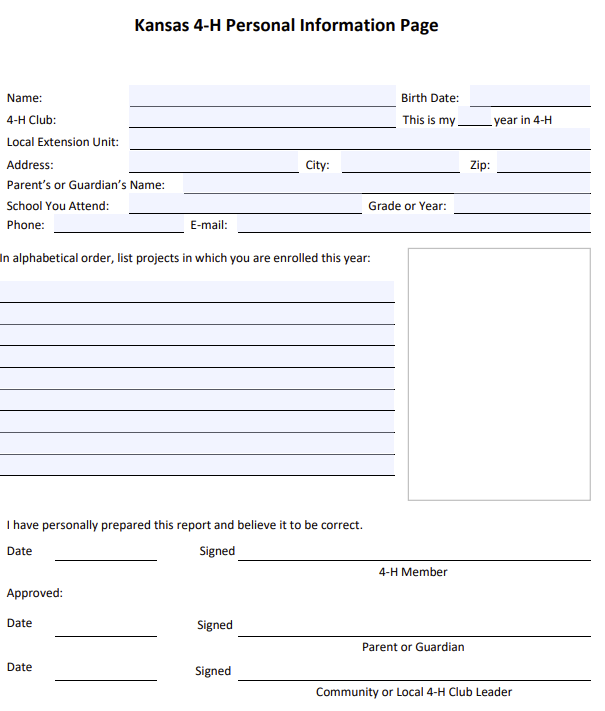 Kansas 4-H Personal Information Page
Name: Birth Date:
4-H Club: This is my _____ year in 4-H
Local Extension Unit:
Address: City: Zip:
Parent's or Guardian's Name:
School You Attend: Grade or Year:
Phone: E-mail:
In alphabetical order, list projects in which you are enrolled this year:
I have personally prepared this report and believe it to be correct.
Date Signed
4-H Member
Approved:
Date Signed
Parent or Guardian
Date Signed
Community or Local 4-H Club Leader